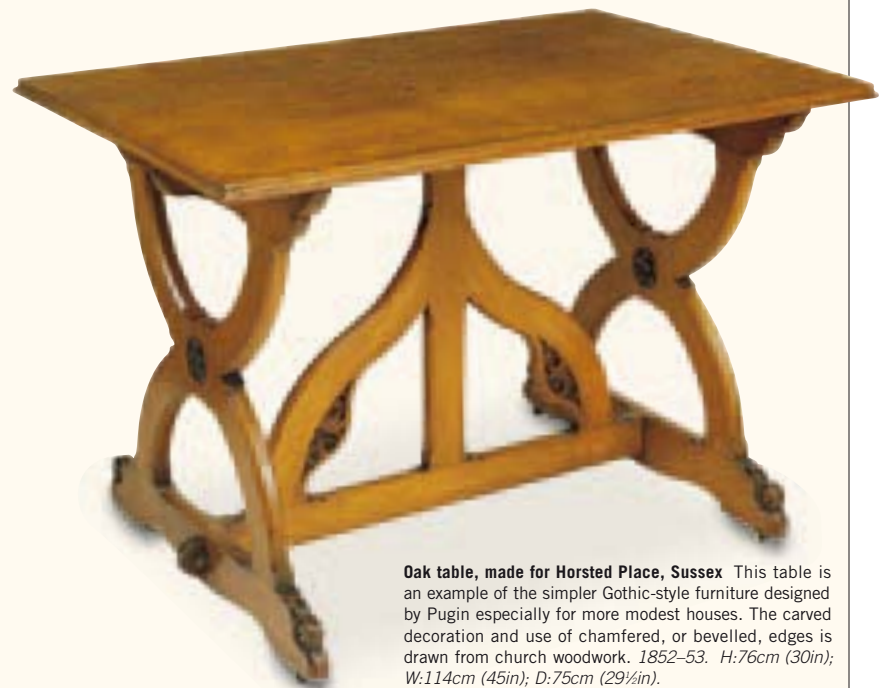 Oak table, made for Horsted Place, Sussex This table is
an example of the simpler Gothic-style furniture designed
by Pugin especially for more modest houses. The carved
decoration and use of chamfered, or bevelled, edges is
drawn from church woodwork. 1852–53. H:76cm (30in);
W:114cm (45in); D:75cm (29½in).